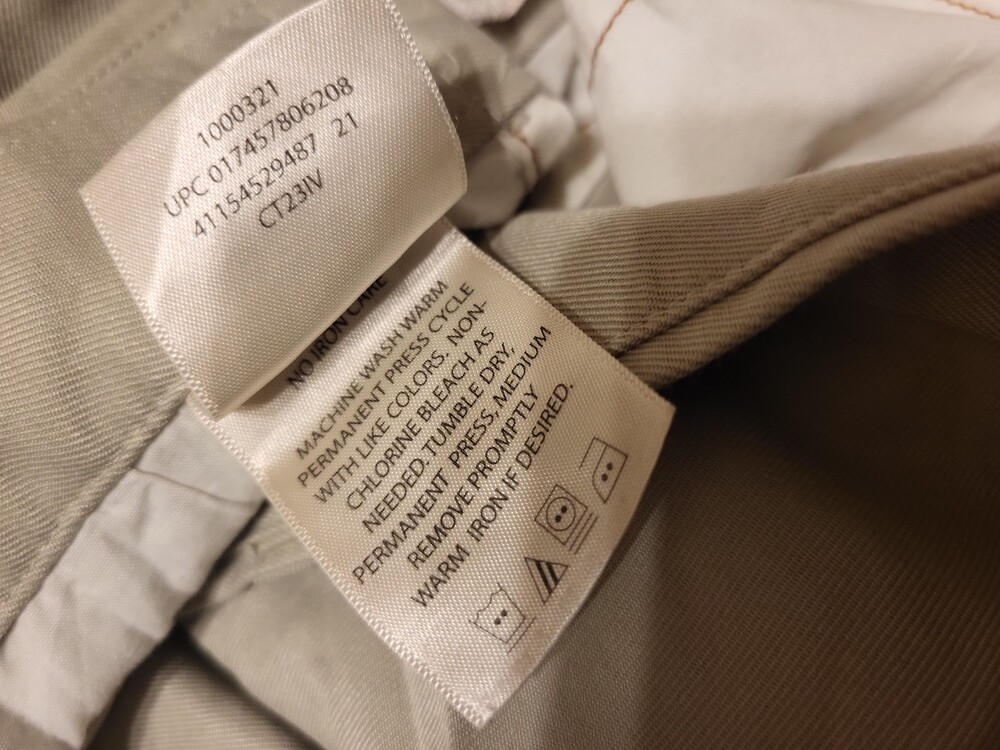 1000321
UPC 017457806208
41154529487 21
CT23IV
NO IRON CARE
MACHINE WASH WARM
PERMANENT PRESS CYCLE
WITH LIKE COLORS. NON-
CHLORINE BLEACH AS
NEEDED. TUMBLE DRY,
PERMANENT PRESS, MEDIUM
REMOVE PROMPTLY
WARM IRON IF DESIRED.